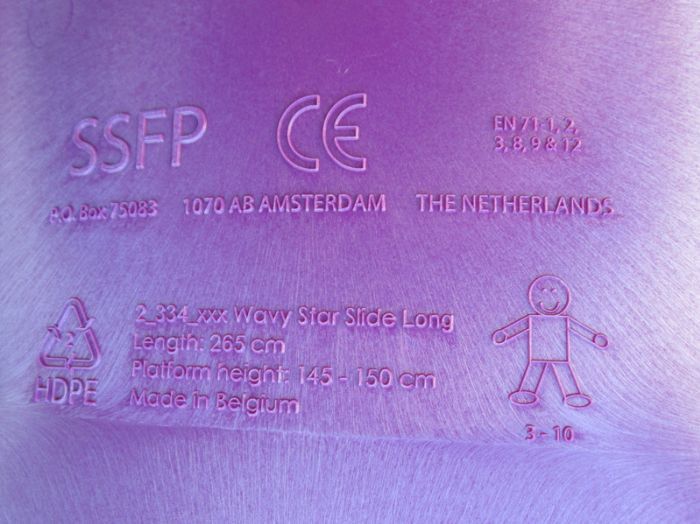 SSFP CE EN 71-1, 2,
3, 8, 9 & 12
P.O. Box 75083 1070 AB AMSTERDAM THE NETHERLANDS
2
HDPE
2_334_xxx Wavy Star Slide Long
Length: 265 cm
Platform height: 145 - 150 cm
Made in Belgium
3 - 10